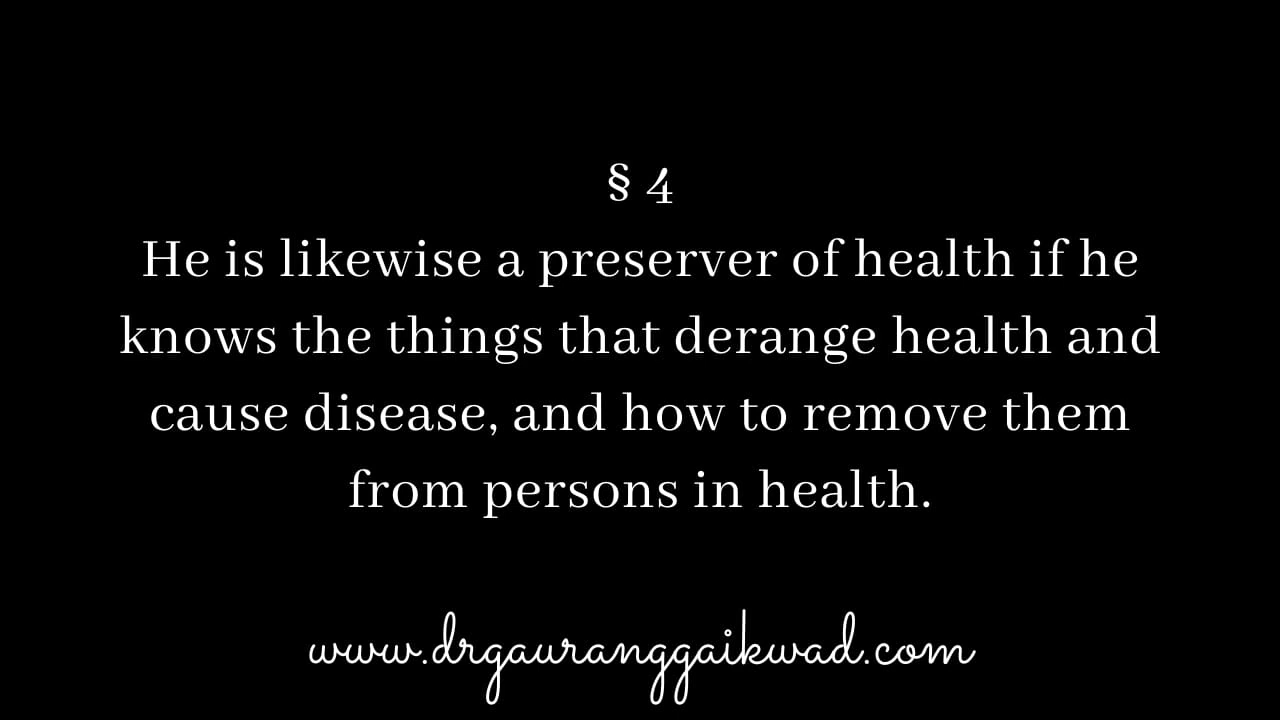 § 4
He is likewise a preserver of health if he
knows the things that derange health and
cause disease, and how to remove them
from persons in health.
www.drgauranggaikwad.com